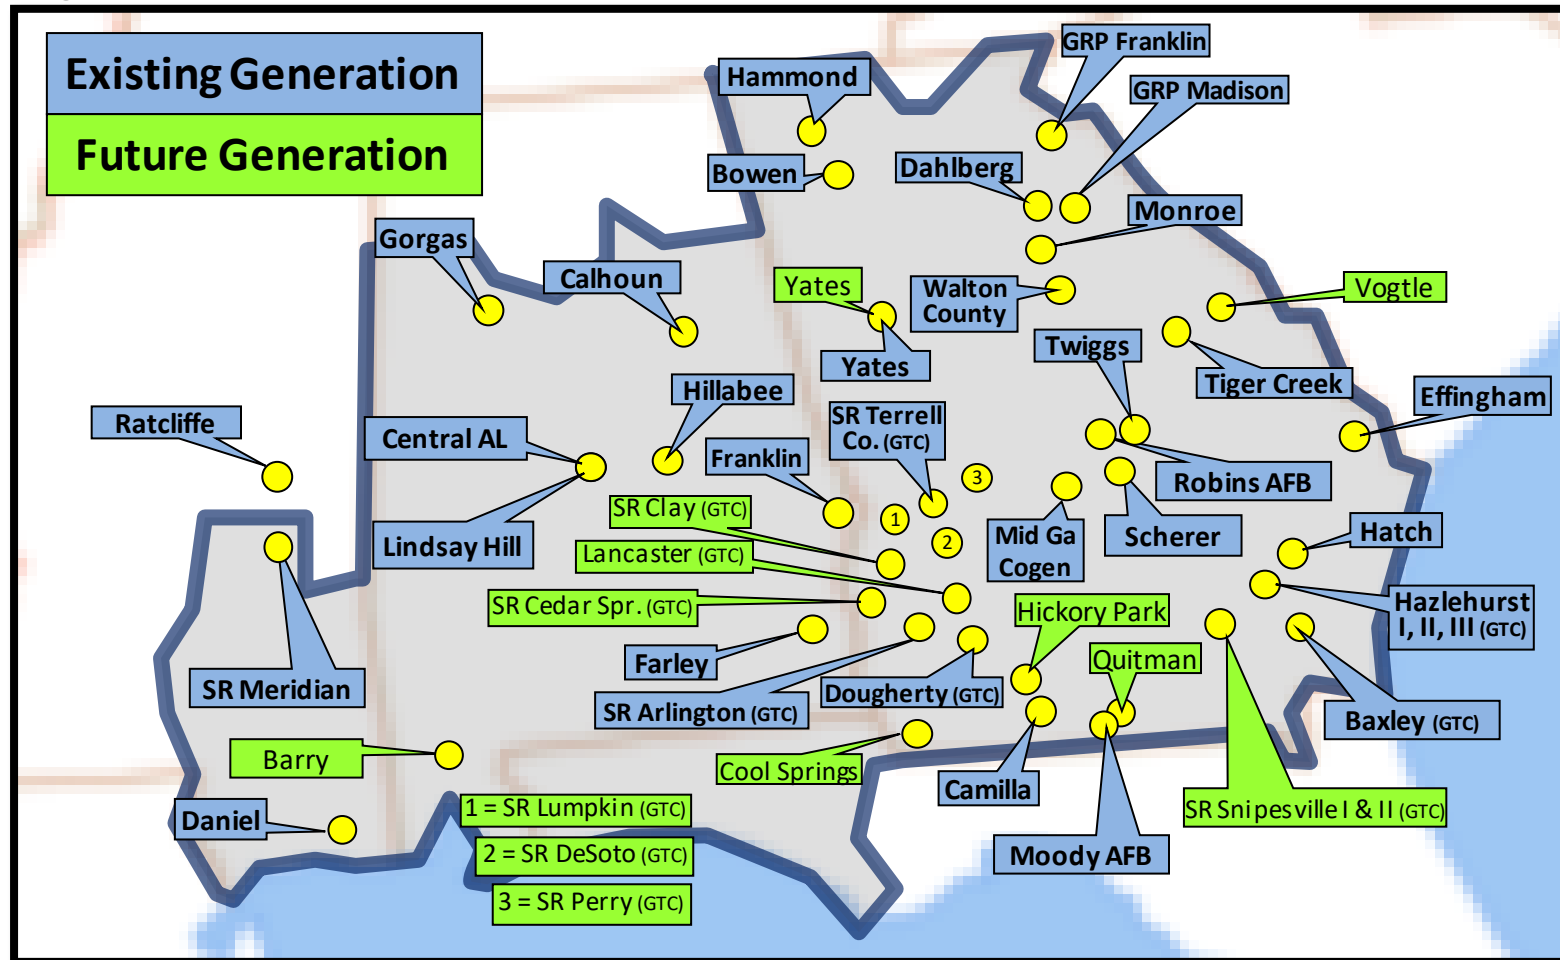 Existing Generation
Future Generation
GRP Franklin
Hammond
GRP Madison
Bowen
Dahlberg
Monroe
Gorgas
Calhoun
Yates
Walton
County
Vogtle
Twiggs
Yates
Tiger Creek
Hillabee
Effingham
Ratcliffe
Central AL
SR Terrell
Co. (GTC)
Franklin
3
Robins AFB
SR Clay (GTC)
1
Lindsay Hill
2
Mid Ga
Cogen
Scherer
Hatch
Lancaster (GTC)
SR Cedar Spr. (GTC)
Hickory Park
Hazlehurst
I, II, III (GTC)
Farley
Quitman
SR Meridian
Dougherty (GTC)
SR Arlington (GTC)
Baxley (GTC)
Barry
Cool Springs
Camilla
1 = SR Lumpkin (GTC)
SR Snipesville I & II (GTC)
Daniel
2 = SR DeSoto (GTC)
Moody AFB
3 = SR Perry (GTC)